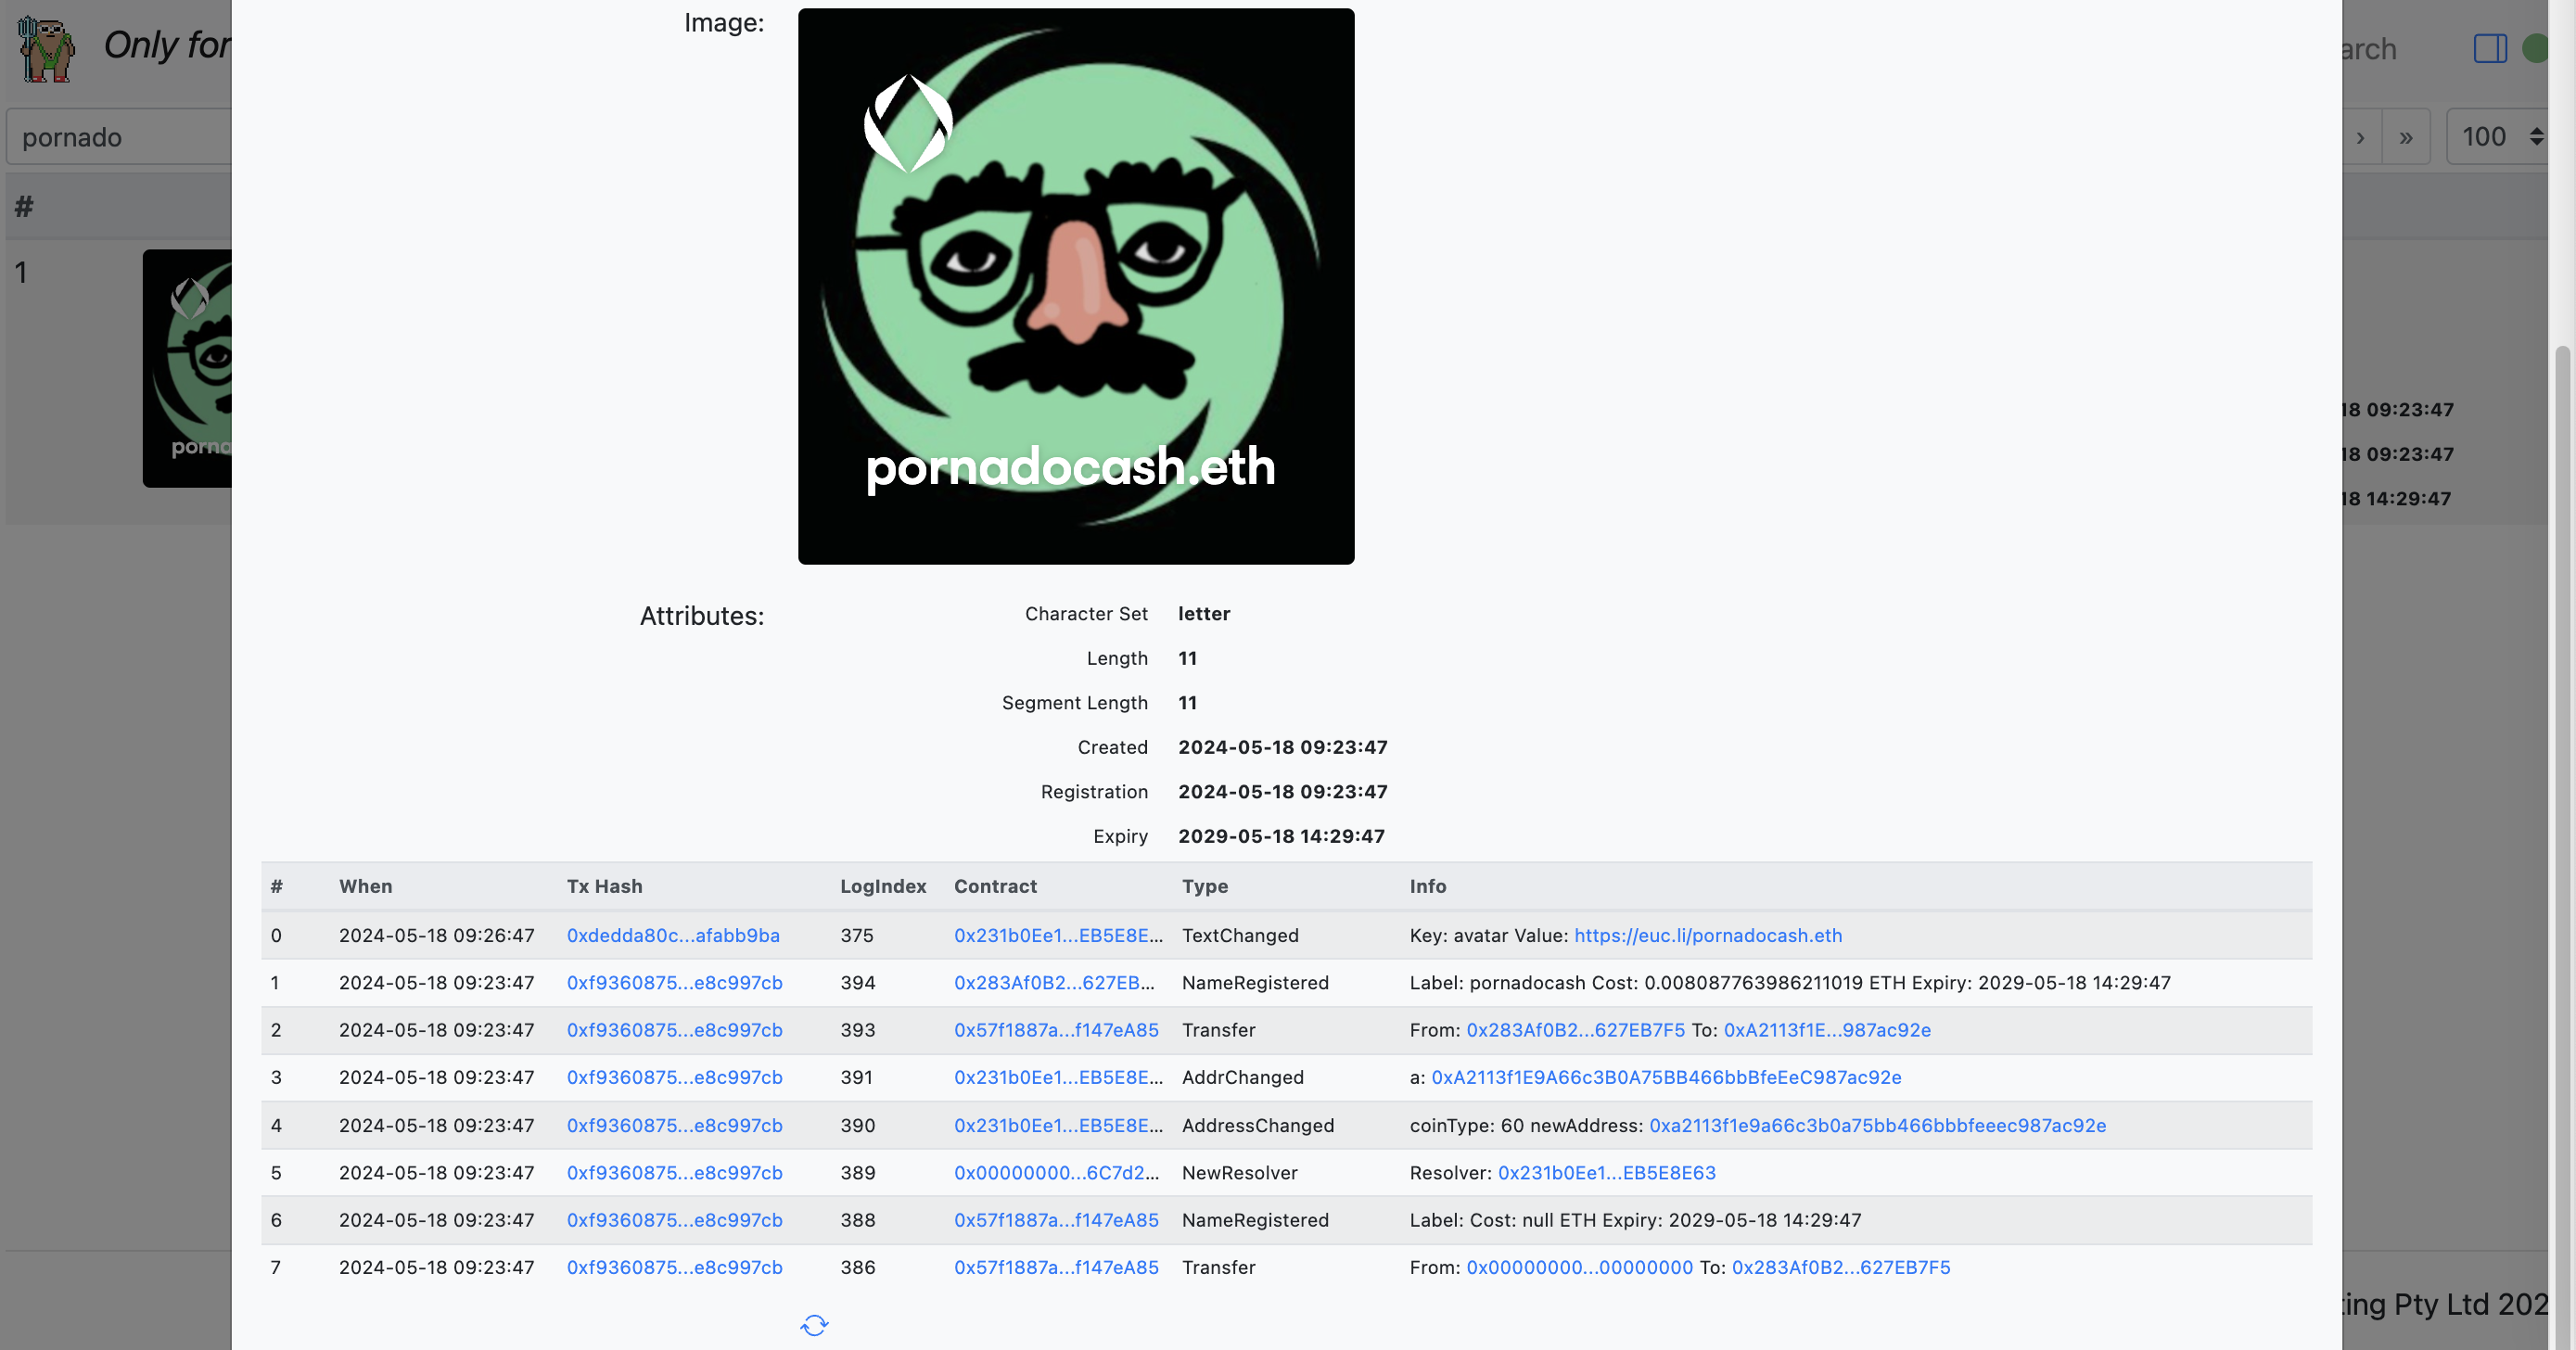 Only for
arch
pornado
› » 100
#
1
porna
18 09:23:47
18 09:23:47
18 14:29:47
Image:
pornadocash.eth
Attributes:
Character Set letter
Length 11
Segment Length 11
Created 2024-05-18 09:23:47
Registration 2024-05-18 09:23:47
Expiry 2029-05-18 14:29:47
# When Tx Hash LogIndex Contract Type Info
0 2024-05-18 09:26:47 0xdedda80c...afabb9ba 375 0x231b0Ee1...EB5E8E... TextChanged Key: avatar Value: https://euc.li/pornadocash.eth
1 2024-05-18 09:23:47 0xf9360875...e8c997cb 394 0x283Af0B2...627EB... NameRegistered Label: pornadocash Cost: 0.008087763986211019 ETH Expiry: 2029-05-18 14:29:47
2 2024-05-18 09:23:47 0xf9360875...e8c997cb 393 0x57f1887a...f147eA85 Transfer From: 0x283Af0B2...627EB7F5 To: 0xA2113f1E...987ac92e
3 2024-05-18 09:23:47 0xf9360875...e8c997cb 391 0x231b0Ee1...EB5E8E... AddrChanged a: 0xA2113f1E9A66c3B0A75BB466bbBfeEeC987ac92e
4 2024-05-18 09:23:47 0xf9360875...e8c997cb 390 0x231b0Ee1...EB5E8E... AddressChanged coinType: 60 newAddress: 0xa2113f1e9a66c3b0a75bb466bbbfeeec987ac92e
5 2024-05-18 09:23:47 0xf9360875...e8c997cb 389 0x00000000...6C7d2... NewResolver Resolver: 0x231b0Ee1...EB5E8E63
6 2024-05-18 09:23:47 0xf9360875...e8c997cb 388 0x57f1887a...f147eA85 NameRegistered Label: Cost: null ETH Expiry: 2029-05-18 14:29:47
7 2024-05-18 09:23:47 0xf9360875...e8c997cb 386 0x57f1887a...f147eA85 Transfer From: 0x00000000...00000000 To: 0x283Af0B2...627EB7F5
ting Pty Ltd 202